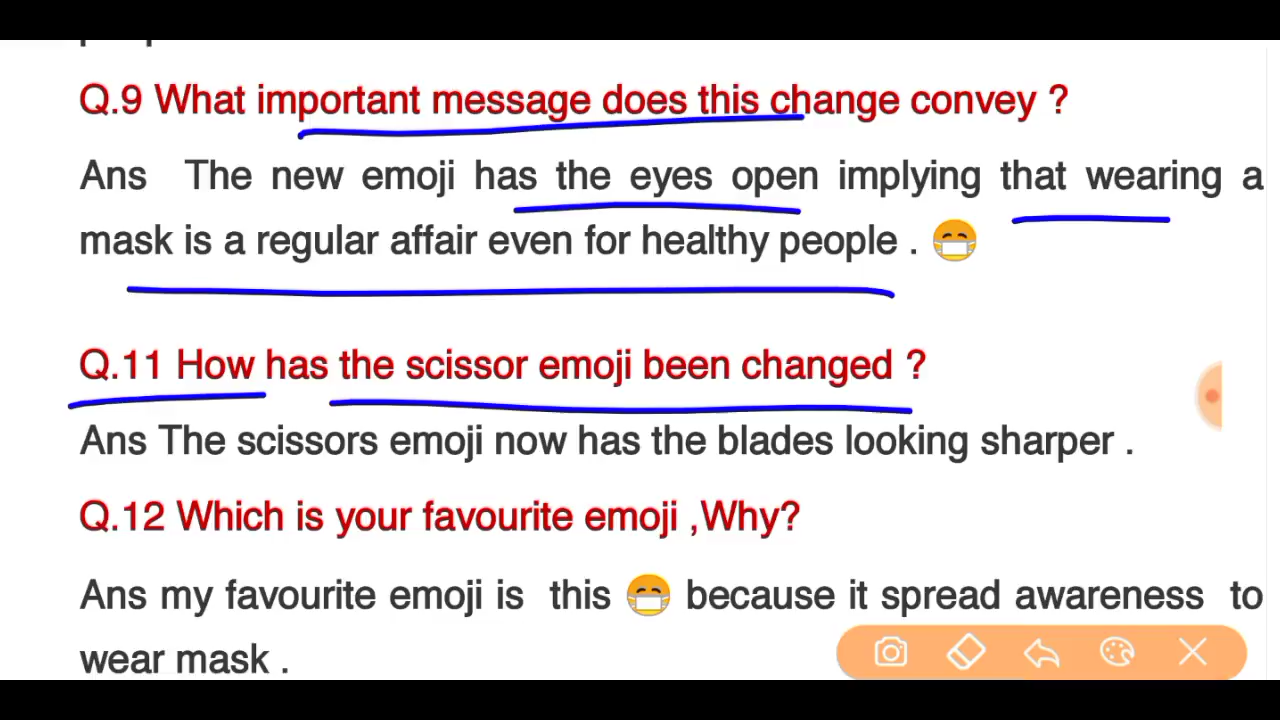 Q.9 What important message does this change convey ?
Ans The new emoji has the eyes open implying that wearing a
mask is a regular affair even for healthy people . 😷
Q.11 How has the scissor emoji been changed ?
Ans The scissors emoji now has the blades looking sharper .
Q.12 Which is your favourite emoji ,Why?
Ans my favourite emoji is this 😷 because it spread awareness to
wear mask .